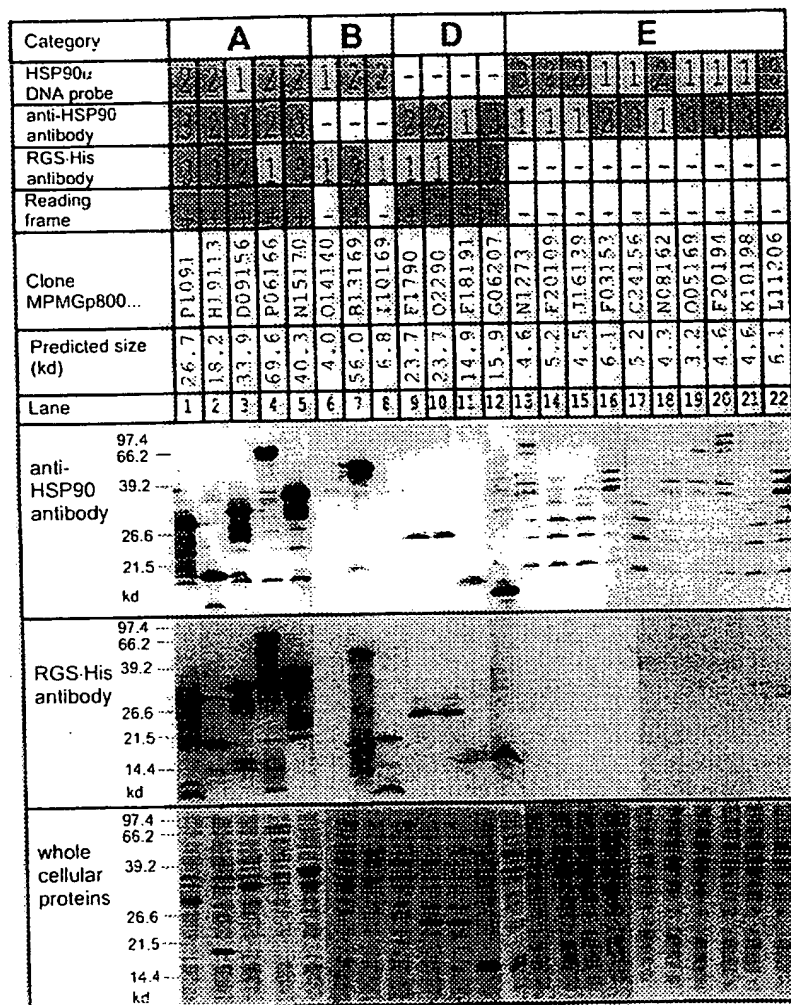 Category A B D E
HSP90α DNA probe
anti-HSP90 antibody
RGS·His antibody
Reading frame
Clone MPMGp800... P1091 H19113 D09156 P06166 N15170 O14140 B13169 I10169 F1790 O2290 F18191 G06207 N1273 F20109 J16139 F03153 C24156 N08162 O05169 F20194 K10198 L11206
Predicted size (kd) 26.7 18.2 33.9 69.6 40.3 4.0 56.0 6.8 23.7 23.7 14.9 15.9 4.6 5.2 4.5 6.1 5.2 4.3 3.2 4.6 4.6 6.1
Lane 1 2 3 4 5 6 7 8 9 10 11 12 13 14 15 16 17 18 19 20 21 22
anti-HSP90 antibody
97.4
66.2
39.2
26.6
21.5
kd
RGS·His antibody
97.4
66.2
39.2
26.6
21.5
14.4
kd
whole cellular proteins
97.4
66.2
39.2
26.6
21.5
14.4
kd